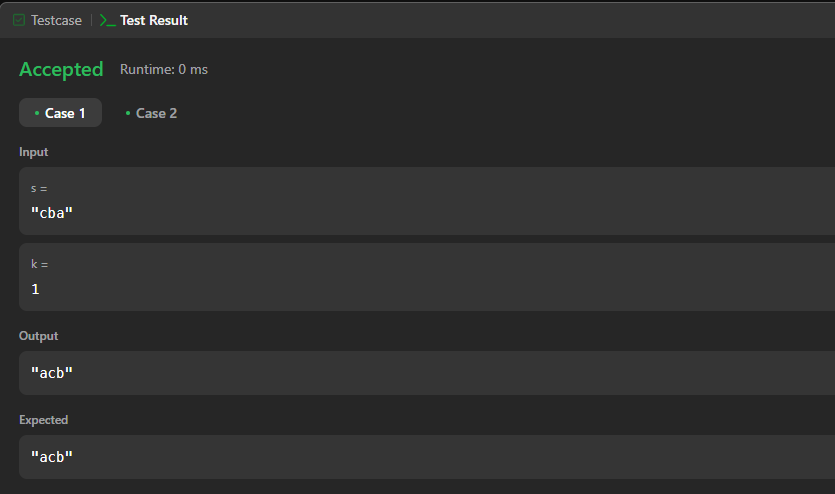 Testcase | Test Result
Accepted Runtime: 0 ms
• Case 1 • Case 2
Input
s =
"cba"
k =
1
Output
"acb"
Expected
"acb"